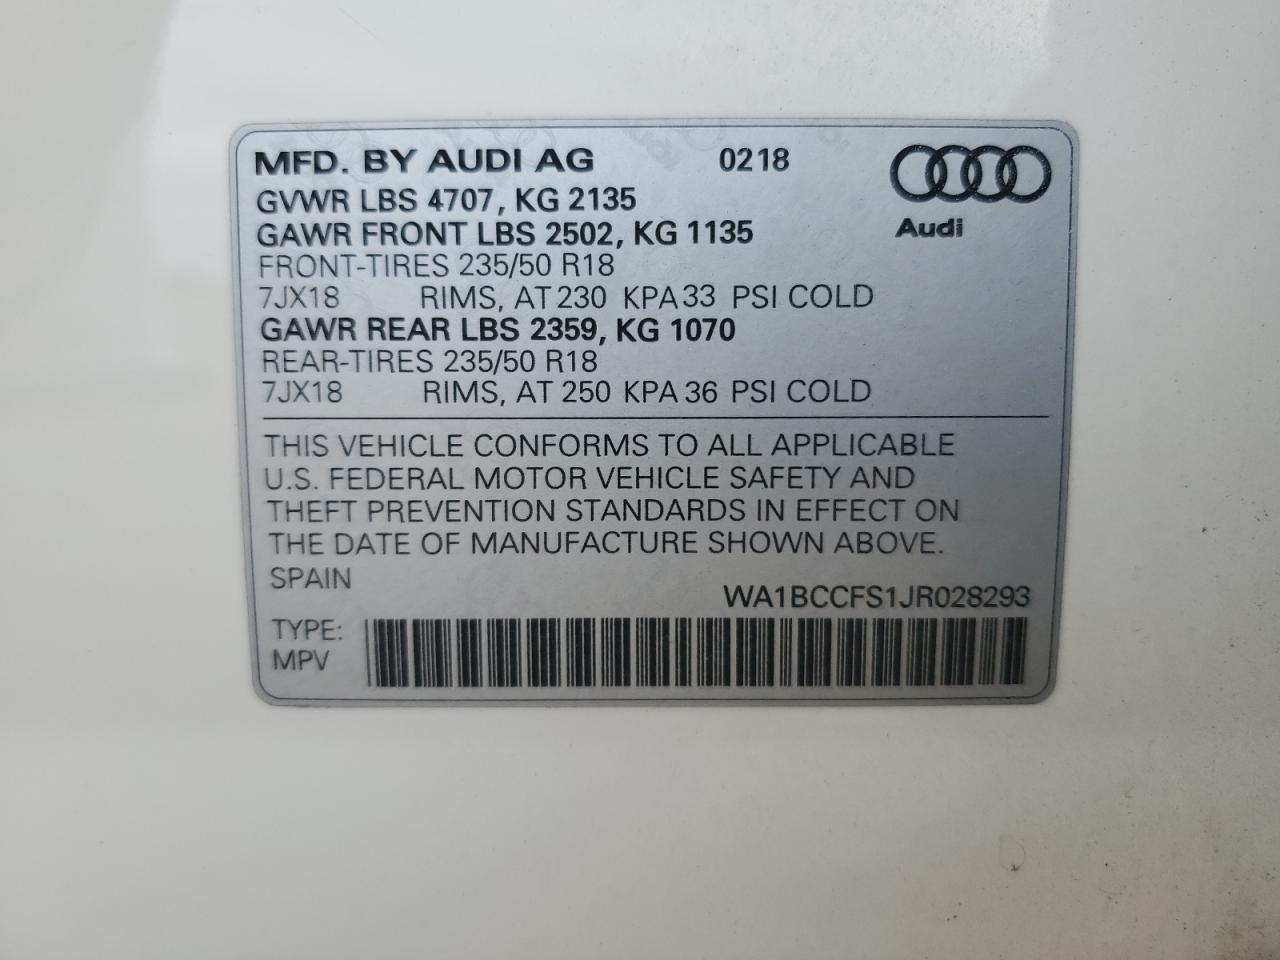 MFD. BY AUDI AG 0218
GVWR LBS 4707, KG 2135
GAWR FRONT LBS 2502, KG 1135
Audi
FRONT-TIRES 235/50 R18
7JX18 RIMS, AT 230 KPA 33 PSI COLD
GAWR REAR LBS 2359, KG 1070
REAR-TIRES 235/50 R18
7JX18 RIMS, AT 250 KPA 36 PSI COLD
THIS VEHICLE CONFORMS TO ALL APPLICABLE
U.S. FEDERAL MOTOR VEHICLE SAFETY AND
THEFT PREVENTION STANDARDS IN EFFECT ON
THE DATE OF MANUFACTURE SHOWN ABOVE.
SPAIN
WA1BCCFS1JR028293
TYPE:
MPV